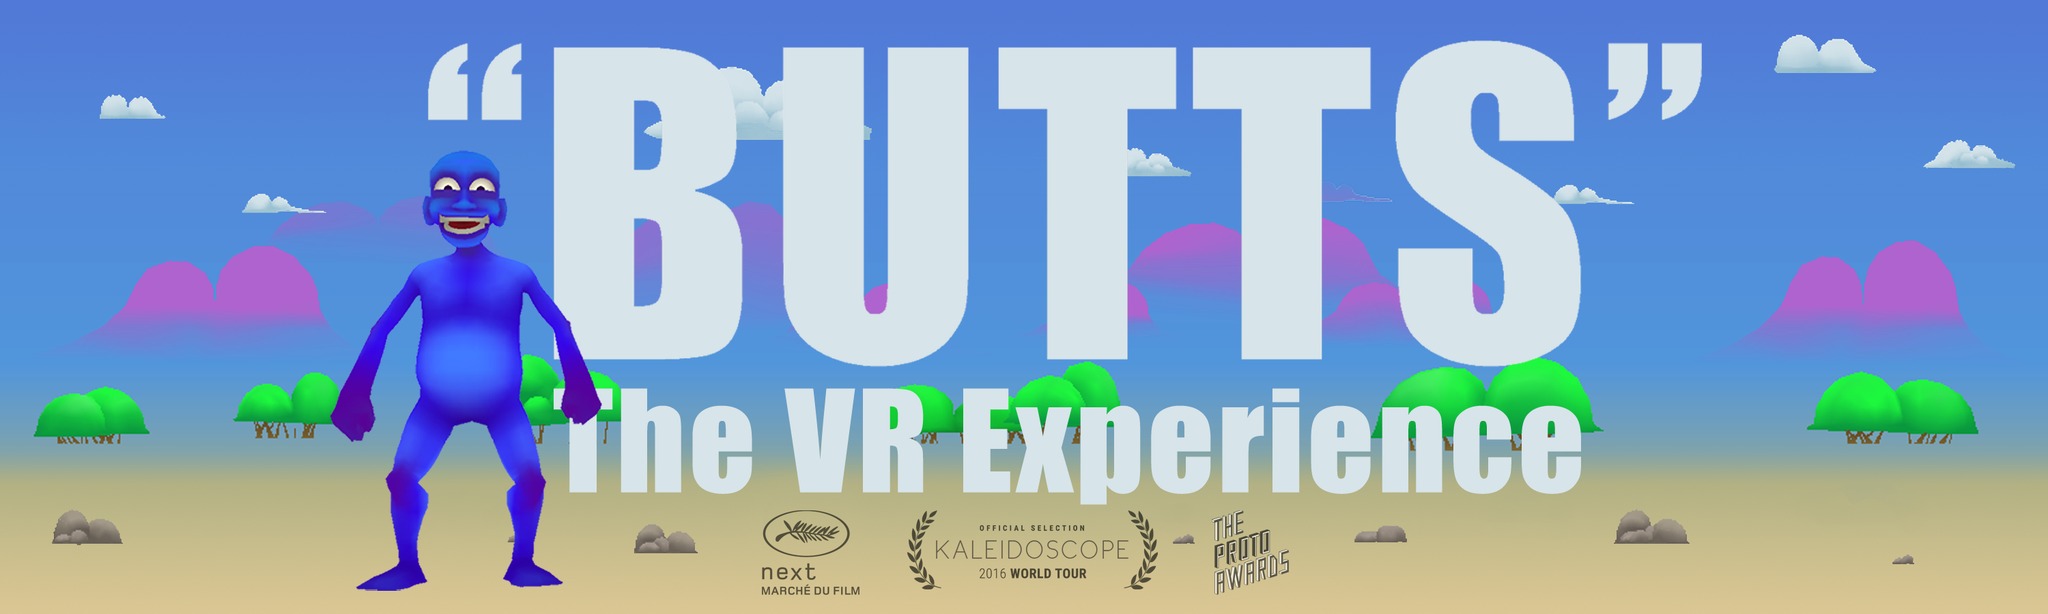 “BUTTS”
The VR Experience
next
MARCHÉ DU FILM
OFFICIAL SELECTION
KALEIDOSCOPE
2016 WORLD TOUR
THE
PROTO
AWARDS